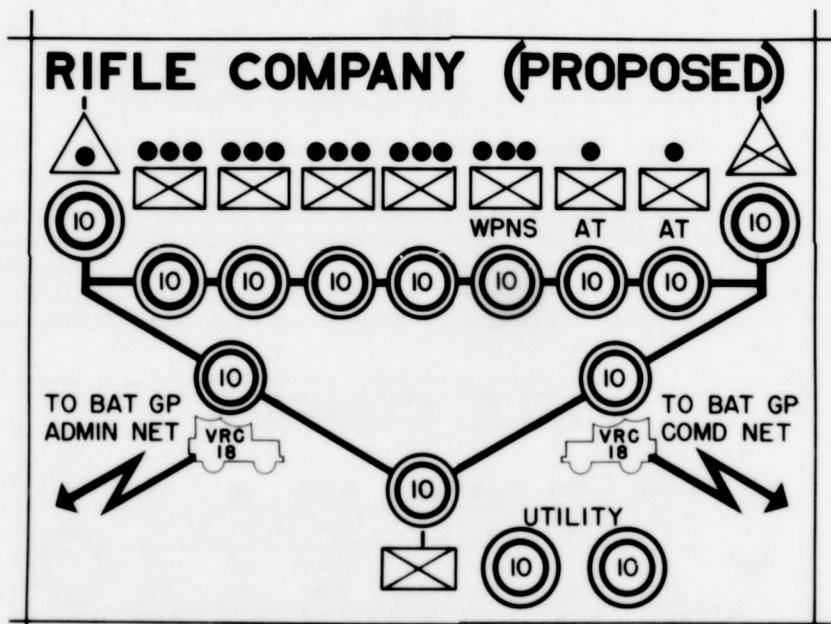 RIFLE COMPANY (PROPOSED)
10 10
WPNS AT AT
10 10 10 10 10 10 10
10 10
TO BAT GP
ADMIN NET
VRC
18
VRC
18
TO BAT GP
COMD NET
10
UTILITY
10 10